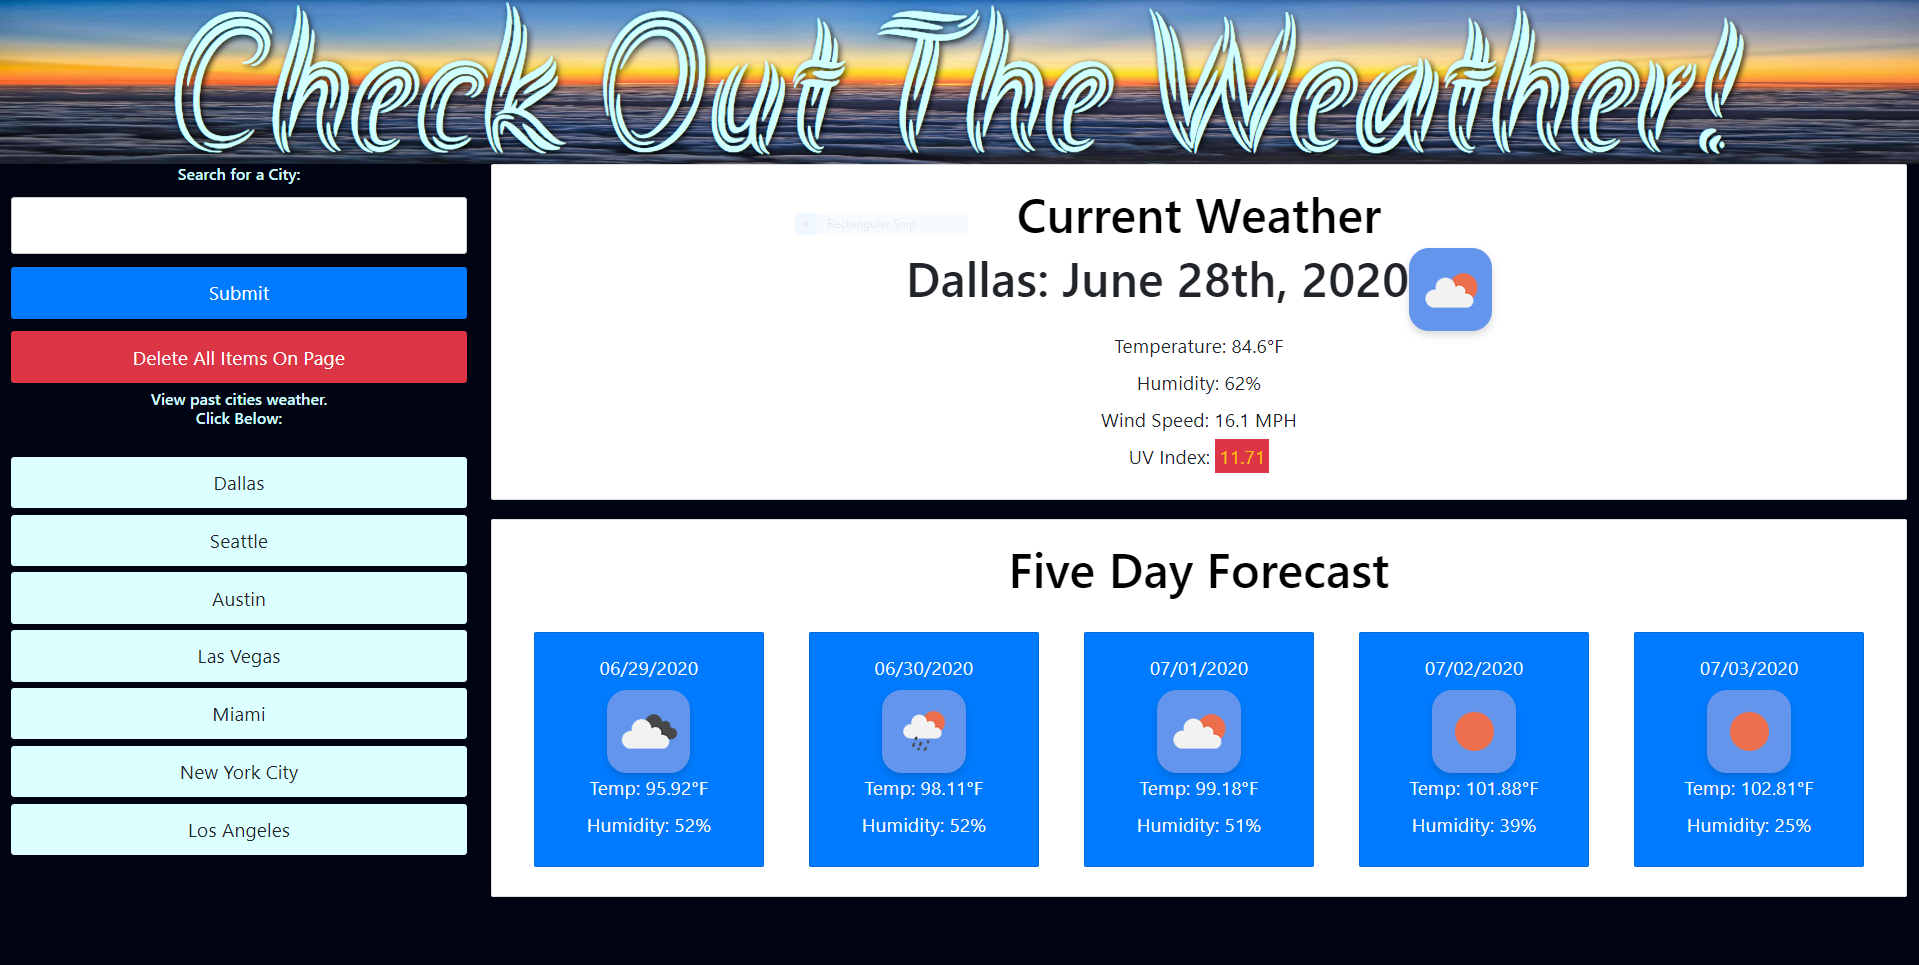 Check Out The Weather!
Search for a City:
Submit
Delete All Items On Page
View past cities weather.
Click Below:
Dallas
Seattle
Austin
Las Vegas
Miami
New York City
Los Angeles
Rectangular Snip
Current Weather
Dallas: June 28th, 2020
Temperature: 84.6°F
Humidity: 62%
Wind Speed: 16.1 MPH
UV Index: 11.71
Five Day Forecast
06/29/2020
Temp: 95.92°F
Humidity: 52%
06/30/2020
Temp: 98.11°F
Humidity: 52%
07/01/2020
Temp: 99.18°F
Humidity: 51%
07/02/2020
Temp: 101.88°F
Humidity: 39%
07/03/2020
Temp: 102.81°F
Humidity: 25%